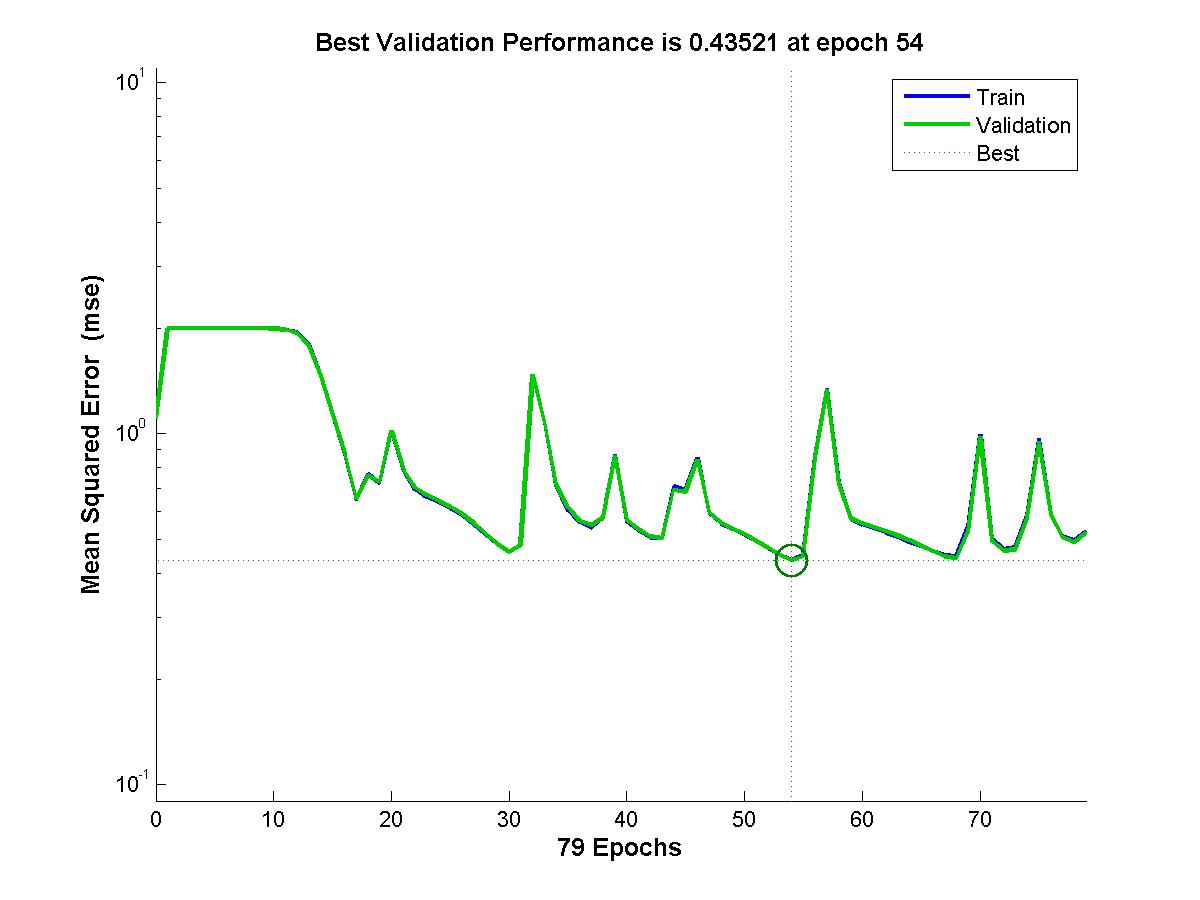 Best Validation Performance is 0.43521 at epoch 54
Train
Validation
Best
Mean Squared Error (mse)
10^1
10^0
10^-1
0 10 20 30 40 50 60 70
79 Epochs